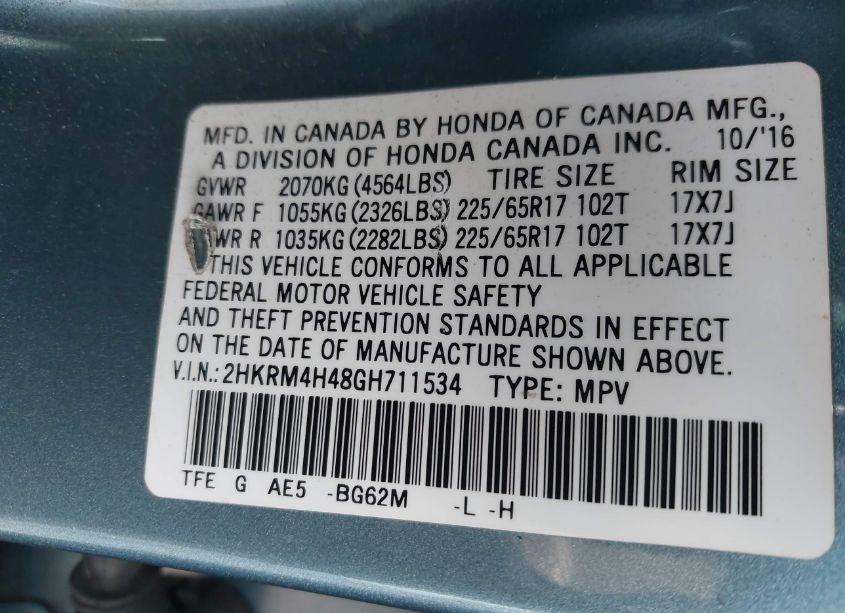 MFD. IN CANADA BY HONDA OF CANADA MFG.,
A DIVISION OF HONDA CANADA INC. 10/'16
GVWR 2070KG (4564LBS) TIRE SIZE RIM SIZE
GAWR F 1055KG (2326LBS) 225/65R17 102T 17X7J
WR R 1035KG (2282LBS) 225/65R17 102T 17X7J
THIS VEHICLE CONFORMS TO ALL APPLICABLE
FEDERAL MOTOR VEHICLE SAFETY
AND THEFT PREVENTION STANDARDS IN EFFECT
ON THE DATE OF MANUFACTURE SHOWN ABOVE.
V.I.N.: 2HKRM4H48GH711534 TYPE: MPV
TFE G AE5 -BG62M -L -H